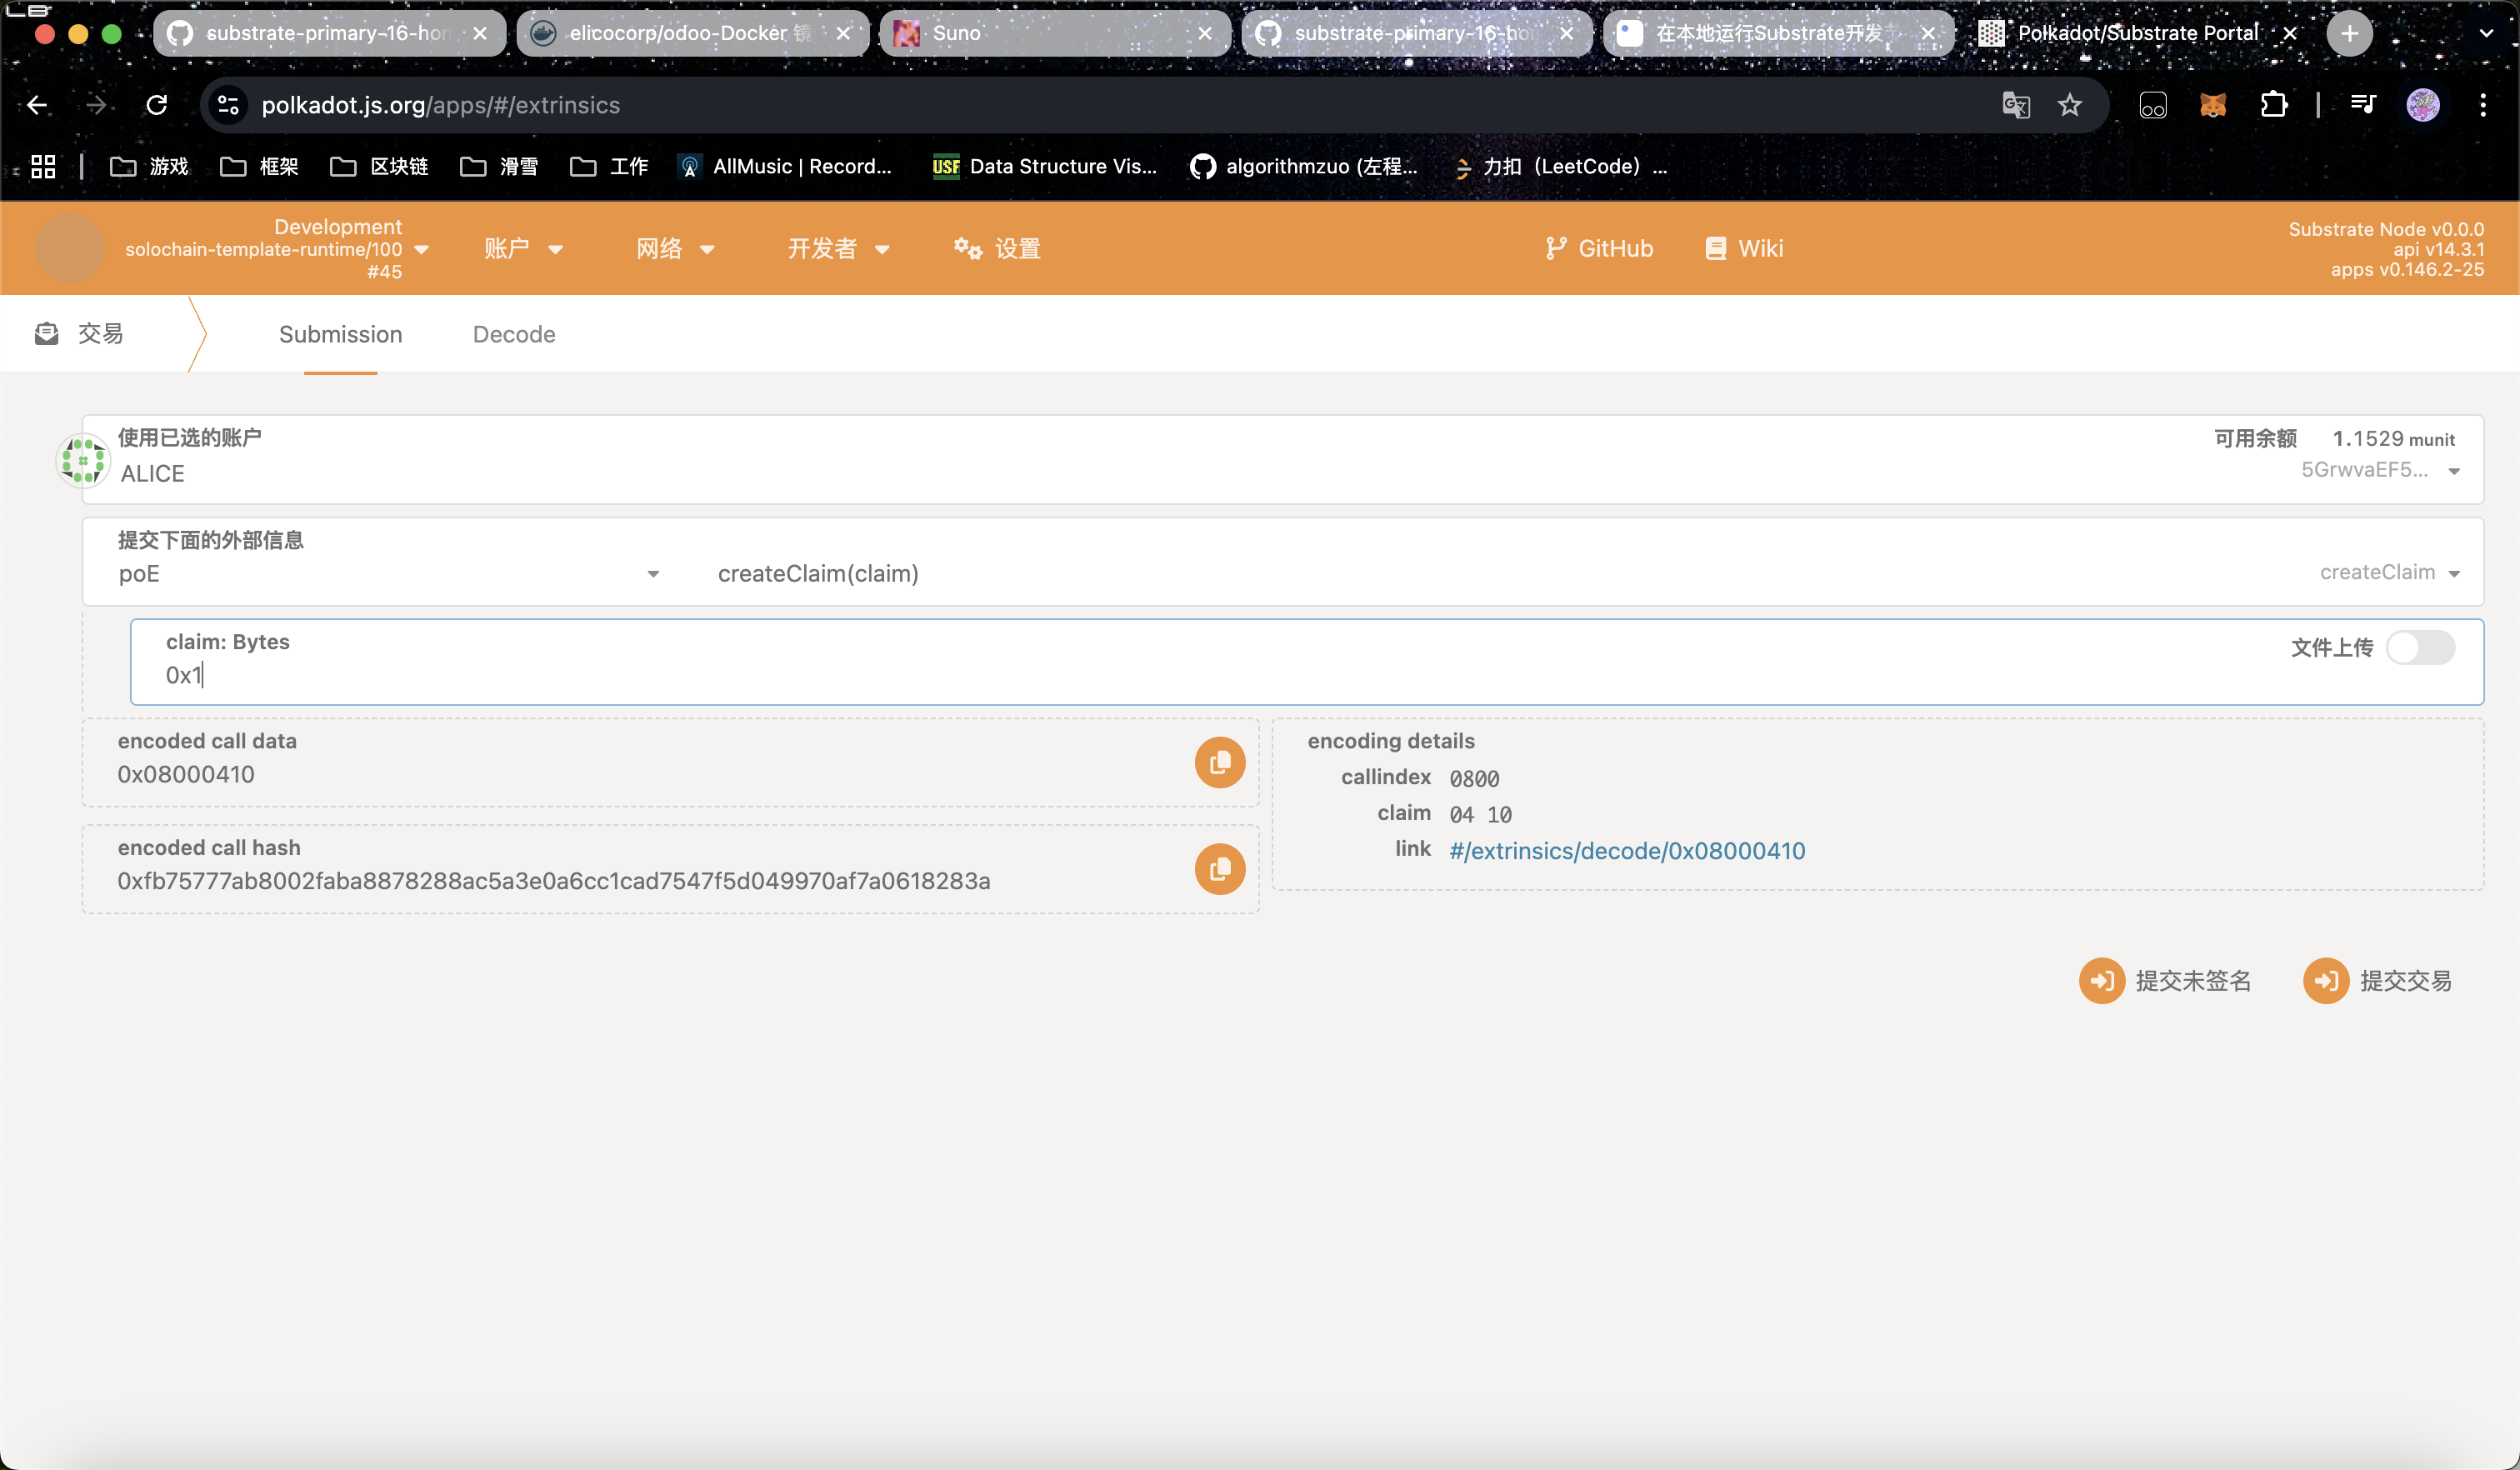 substrate-primary-16-hom
elicocorp/odoo-Docker 镜
Suno
substrate-primary-16-hom
在本地运行Substrate开发节
Polkadot/Substrate Portal
polkadot.js.org/apps/#/extrinsics
游戏
框架
区块链
滑雪
工作
AllMusic | Record...
USF Data Structure Vis...
algorithmzuo (左程...
力扣（LeetCode）...
Development
solochain-template-runtime/100
#45
账户
网络
开发者
设置
GitHub
Wiki
Substrate Node v0.0.0
api v14.3.1
apps v0.146.2-25
交易
Submission
Decode
使用已选的账户
ALICE
可用余额 1.1529 munit
5GrwvaEF5...
提交下面的外部信息
poE
createClaim(claim)
createClaim
claim: Bytes
0x1
文件上传
encoded call data
0x08000410
encoded call hash
0xfb75777ab8002faba8878288ac5a3e0a6cc1cad7547f5d049970af7a0618283a
encoding details
callindex 0800
claim 04 10
link #/extrinsics/decode/0x08000410
提交未签名
提交交易